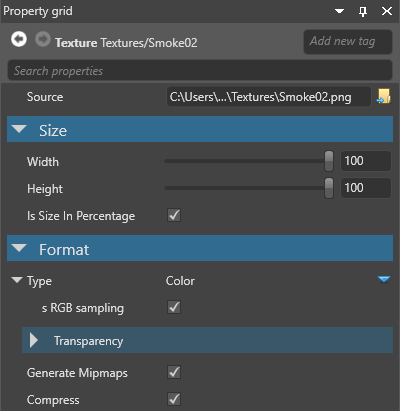 Property grid
Texture Textures/Smoke02 Add new tag
Search properties
Source C:\Users\...\Textures\Smoke02.png
Size
Width 100
Height 100
Is Size In Percentage
Format
Type Color
s RGB sampling
Transparency
Generate Mipmaps
Compress